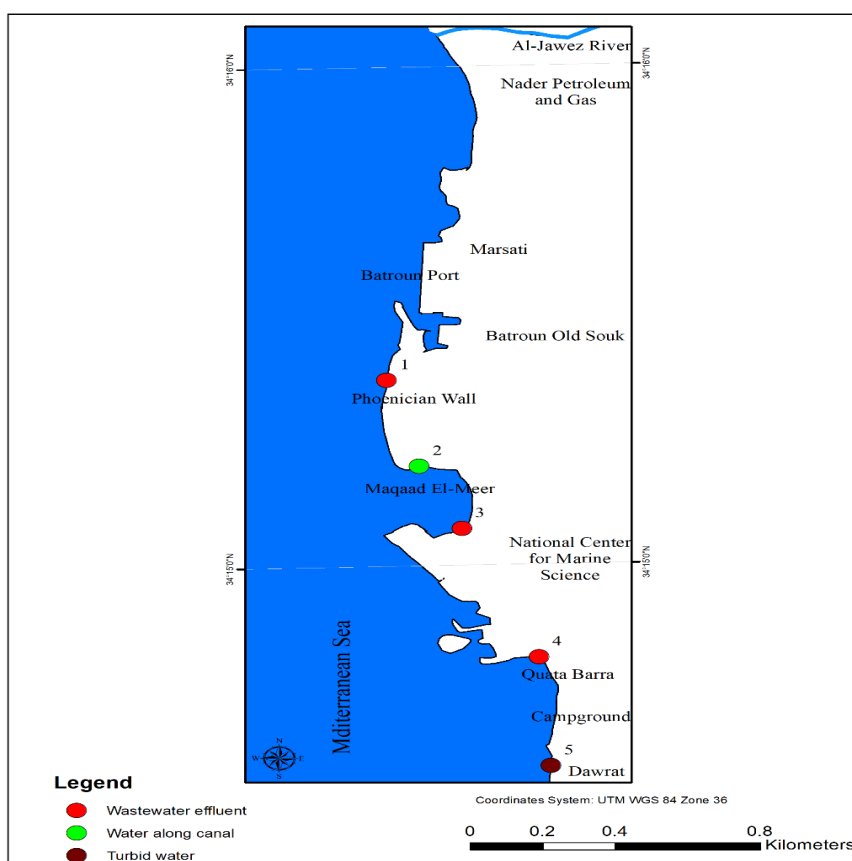 Al-Jawez River
34°16'0"N
34°16'0"N
Nader Petroleum
and Gas
Marsati
Batroun Port
Batroun Old Souk
1
Phoenician Wall
2
Maqaad El-Meer
3
National Center
for Marine
Science
34°15'0"N
34°15'0"N
4
Quata Barra
Mditerranean Sea
Campground
5
Dawrat
N
W E
S
Legend
Wastewater effluent
Water along canal
Turbid water
Coordinates System: UTM WGS 84 Zone 36
0 0.2 0.4 0.8
Kilometers